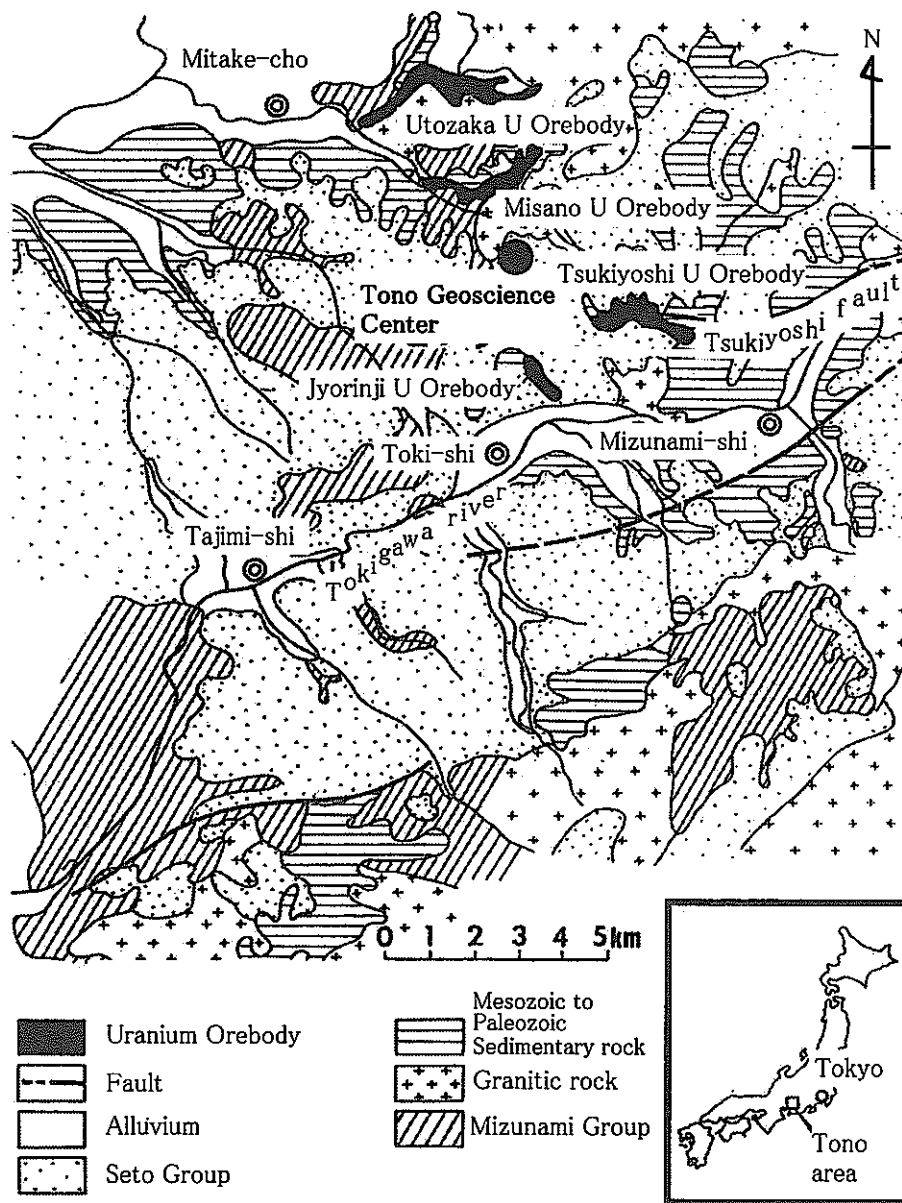 N
Mitake-cho
Utozaka U Orebody
Misano U Orebody
Tsukiyoshi U Orebody
Tono Geoscience
Center
Tsukiyoshi fault
Jyorinji U Orebody
Toki-shi
Mizunami-shi
Tajimi-shi
Tokigawa river
0 1 2 3 4 5km
Uranium Orebody
Fault
Alluvium
Seto Group
Mesozoic to
Paleozoic
Sedimentary rock
Granitic rock
Mizunami Group
Tokyo
Tono
area